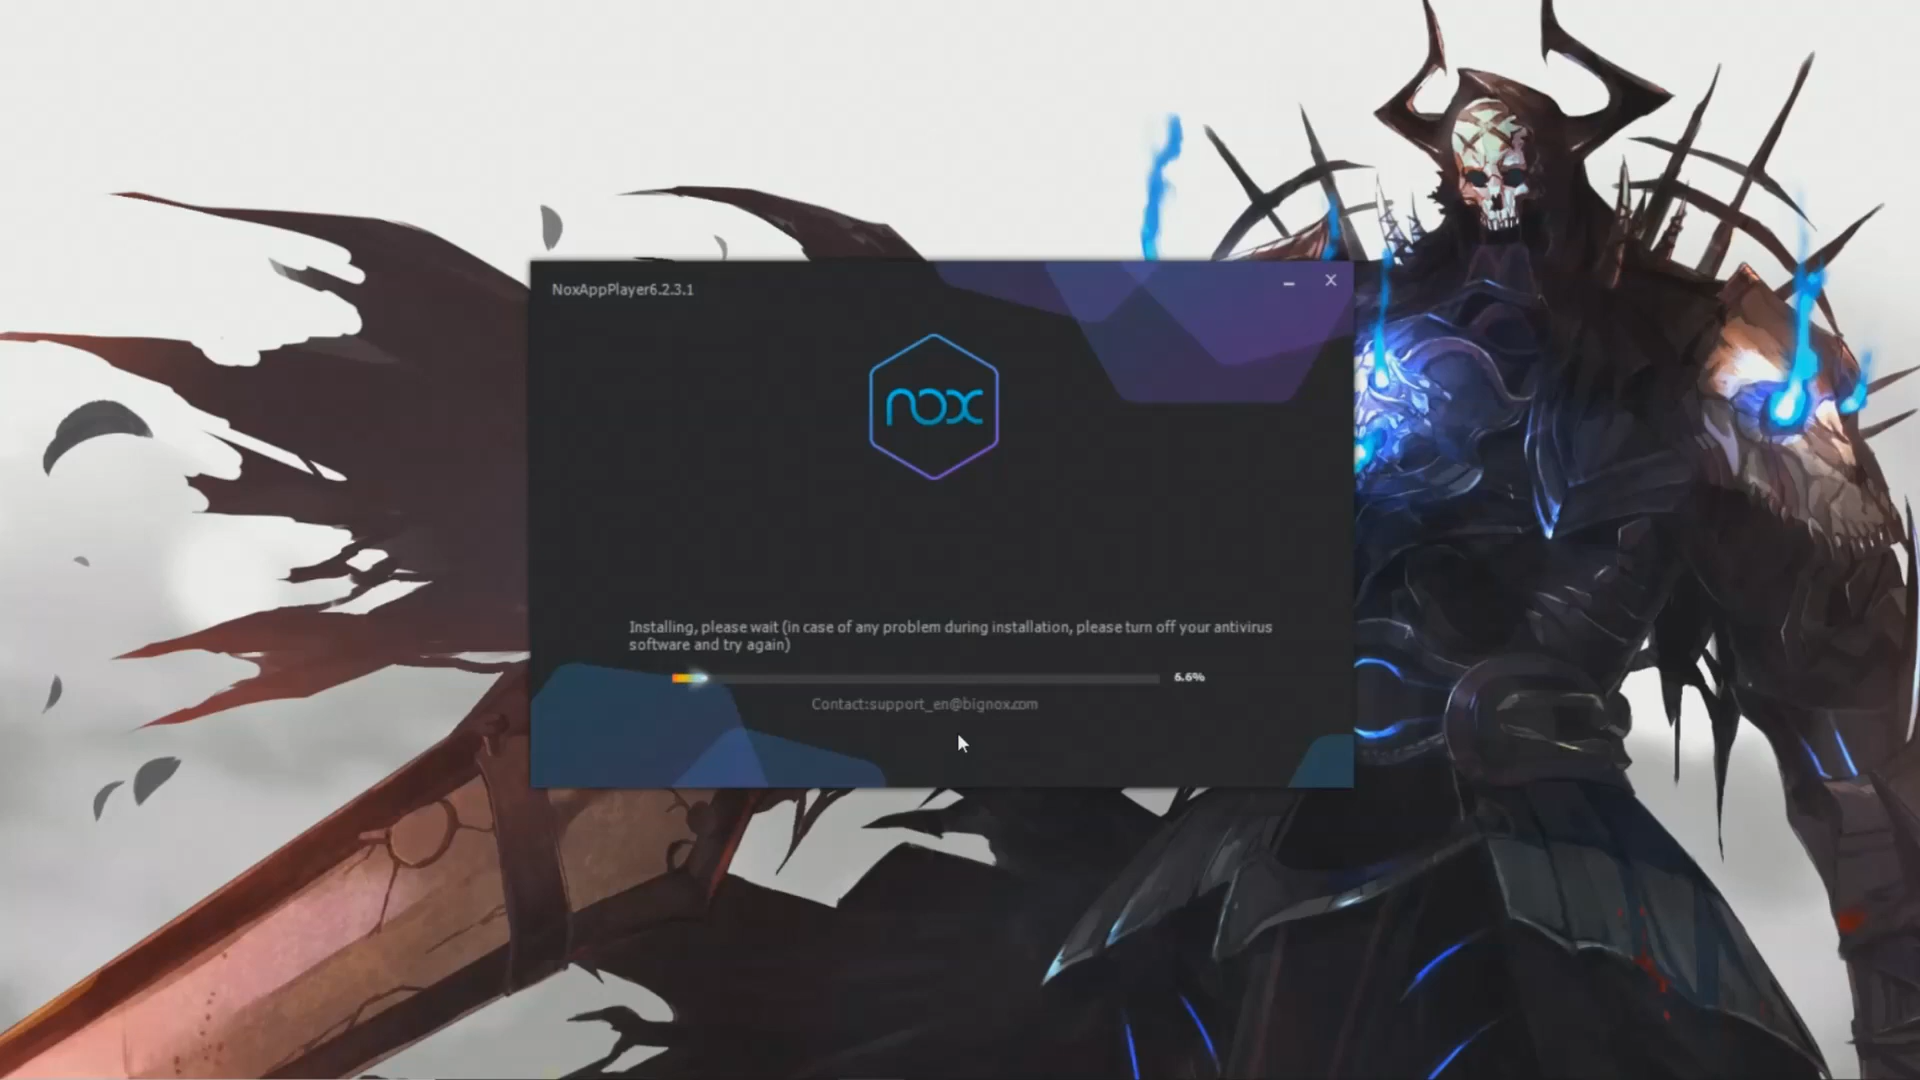 NoxAppPlayer6.2.3.1
nox
Installing, please wait (in case of any problem during installation, please turn off your antivirus
software and try again)
6.6%
Contact:support_en@bignox.com